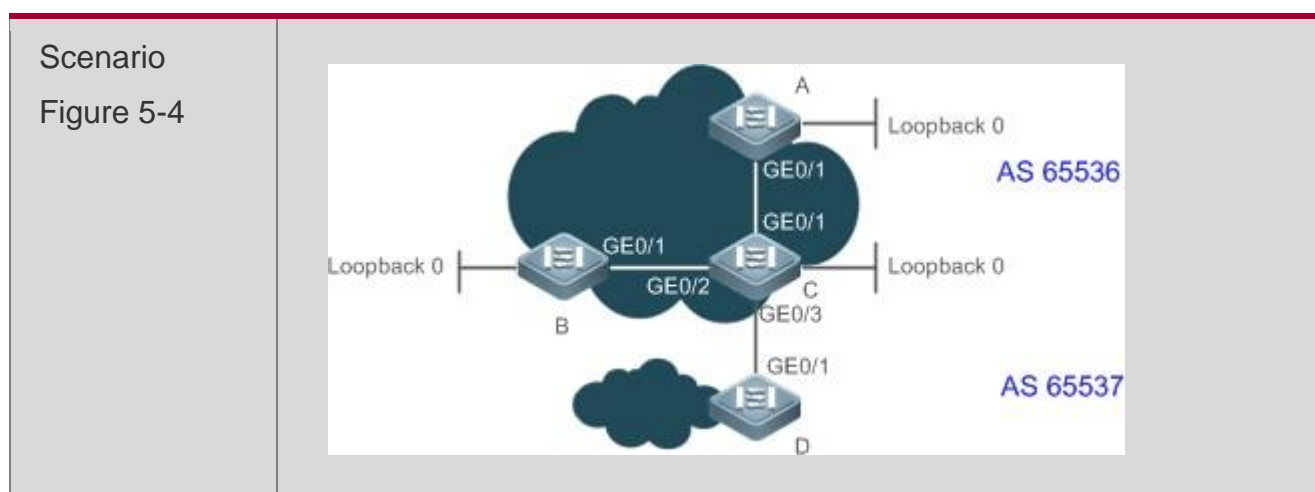 Scenario
Figure 5-4
A
Loopback 0
GE0/1
AS 65536
GE0/1
GE0/1
Loopback 0
Loopback 0
GE0/2
C
B
GE0/3
GE0/1
AS 65537
D